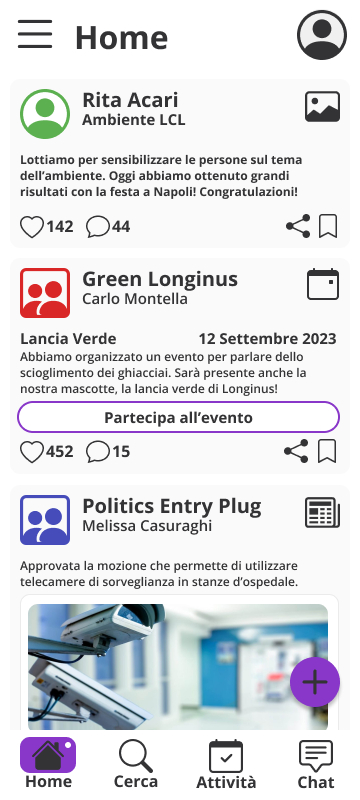 Home
Rita Acari
Ambiente LCL
Lottiamo per sensibilizzare le persone sul tema
dell’ambiente. Oggi abbiamo ottenuto grandi
risultati con la festa a Napoli! Congratulazioni!
142 44
Green Longinus
Carlo Montella
Lancia Verde 12 Settembre 2023
Abbiamo organizzato un evento per parlare dello
scioglimento dei ghiacciai. Sarà presente anche la
nostra mascotte, la lancia verde di Longinus!
Partecipa all’evento
452 15
Politics Entry Plug
Melissa Casuraghi
Approvata la mozione che permette di utilizzare
telecamere di sorveglianza in stanze d’ospedale.
Home Cerca Attività Chat